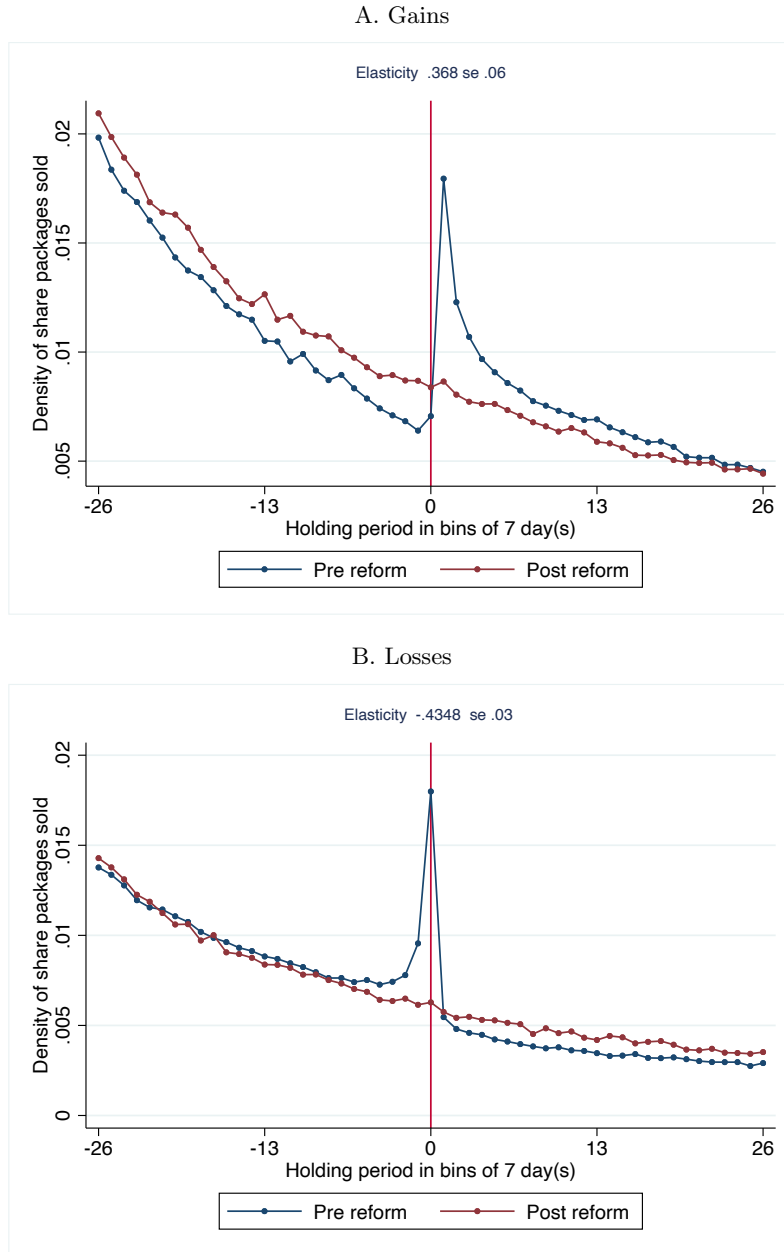 A. Gains
Elasticity .368 se .06
Density of share packages sold
.02
.015
.01
.005
-26 -13 0 13 26
Holding period in bins of 7 day(s)
Pre reform Post reform
B. Losses
Elasticity -.4348 se .03
Density of share packages sold
.02
.015
.01
.005
0
-26 -13 0 13 26
Holding period in bins of 7 day(s)
Pre reform Post reform